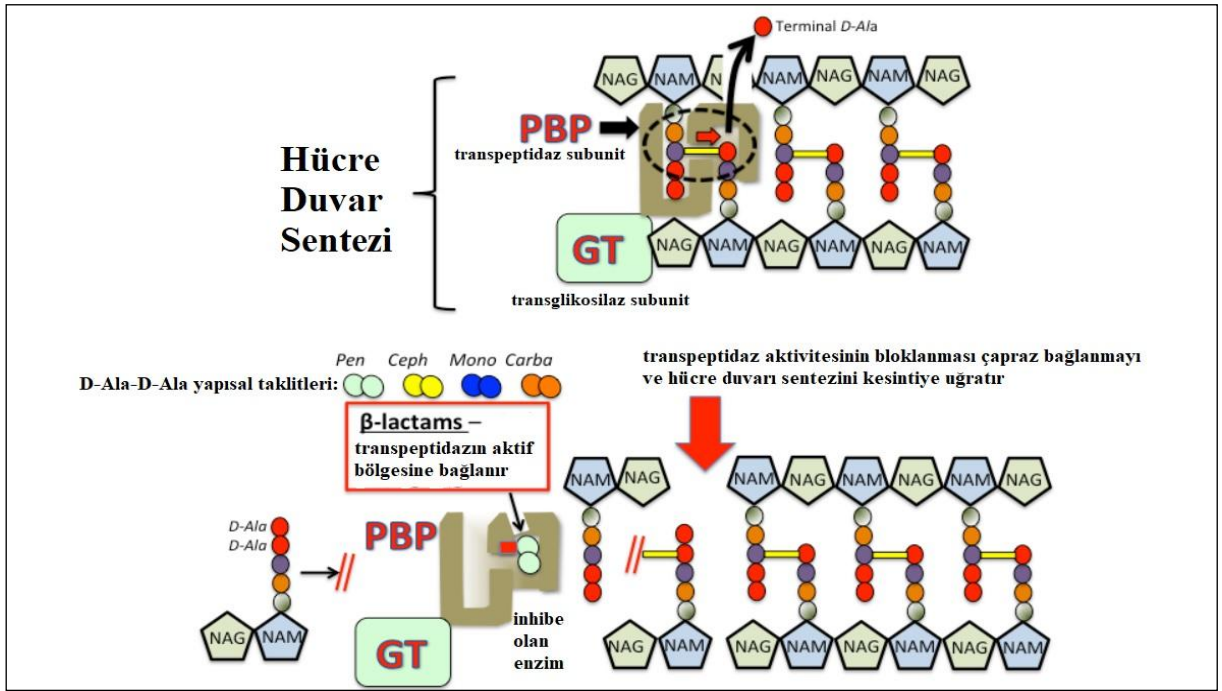 Terminal D-Ala
NAG NAM N NAM NAG NAM NAG
PBP
transpeptidaz subunit
Hücre
Duvar
Sentezi
GT
NAG NAM NAG NAM NAG NAM
transglikosilaz subunit
Pen Ceph Mono Carba
D-Ala-D-Ala yapısal taklitleri:
transpeptidaz aktivitesinin bloklanması çapraz bağlanmayı
ve hücre duvarı sentezini kesintiye uğratır
β-lactams –
transpeptidazın aktif
bölgesine bağlanır
NAM NAG NAM NAG NAM NAG NAM NAG
D-Ala
D-Ala
PBP
inhibe
olan
enzim
NAG NAM
GT
NAG NAM NAG NAM NAG NAM NAG NAM